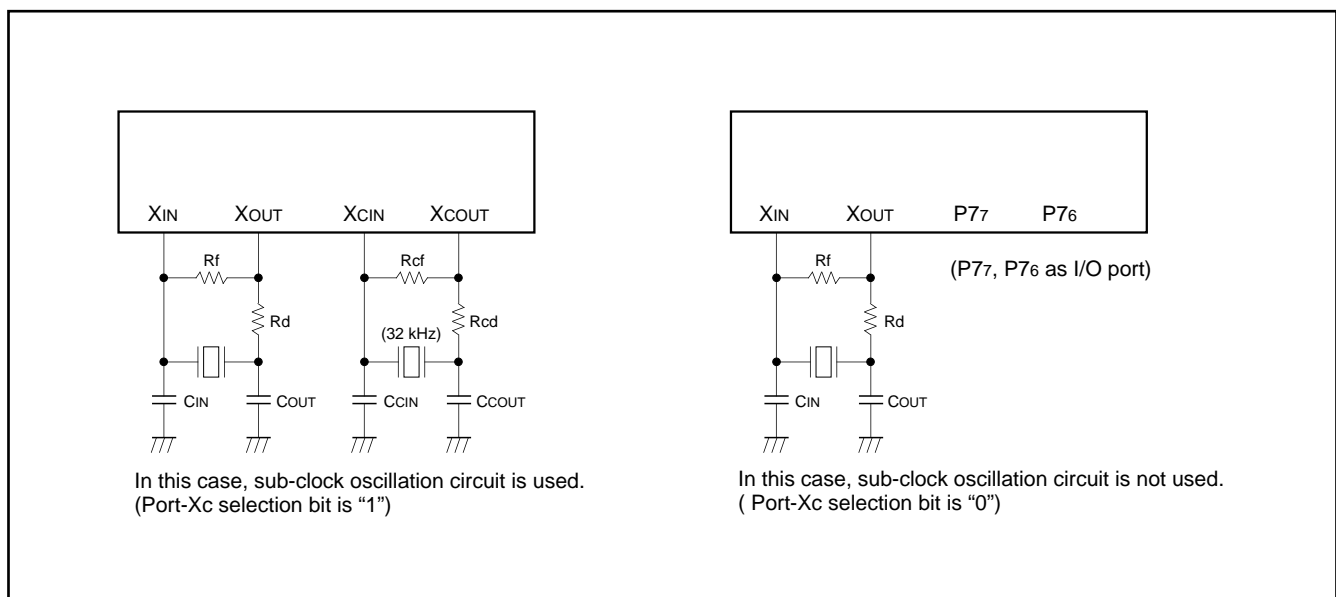 XIN XOUT XCIN XCOUT
Rf Rcf
Rd (32 kHz) Rcd
CIN COUT CCIN CCOUT
In this case, sub-clock oscillation circuit is used.
(Port-Xc selection bit is “1”)
XIN XOUT P77 P76
Rf (P77, P76 as I/O port)
Rd
CIN COUT
In this case, sub-clock oscillation circuit is not used.
( Port-Xc selection bit is “0”)